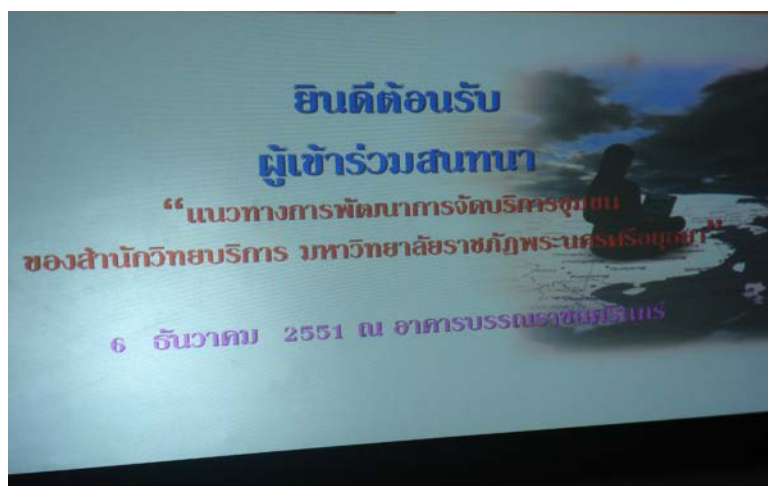 ยินดีต้อนรับ
ผู้เข้าร่วมสนทนา
“แนวทางการพัฒนาการจัดบริการชุมชน
ของสำนักวิทยบริการ มหาวิทยาลัยราชภัฏพระนครศรีอยุธยา”
6 ธันวาคม 2551 ณ อาคารบรรณราชนครินทร์